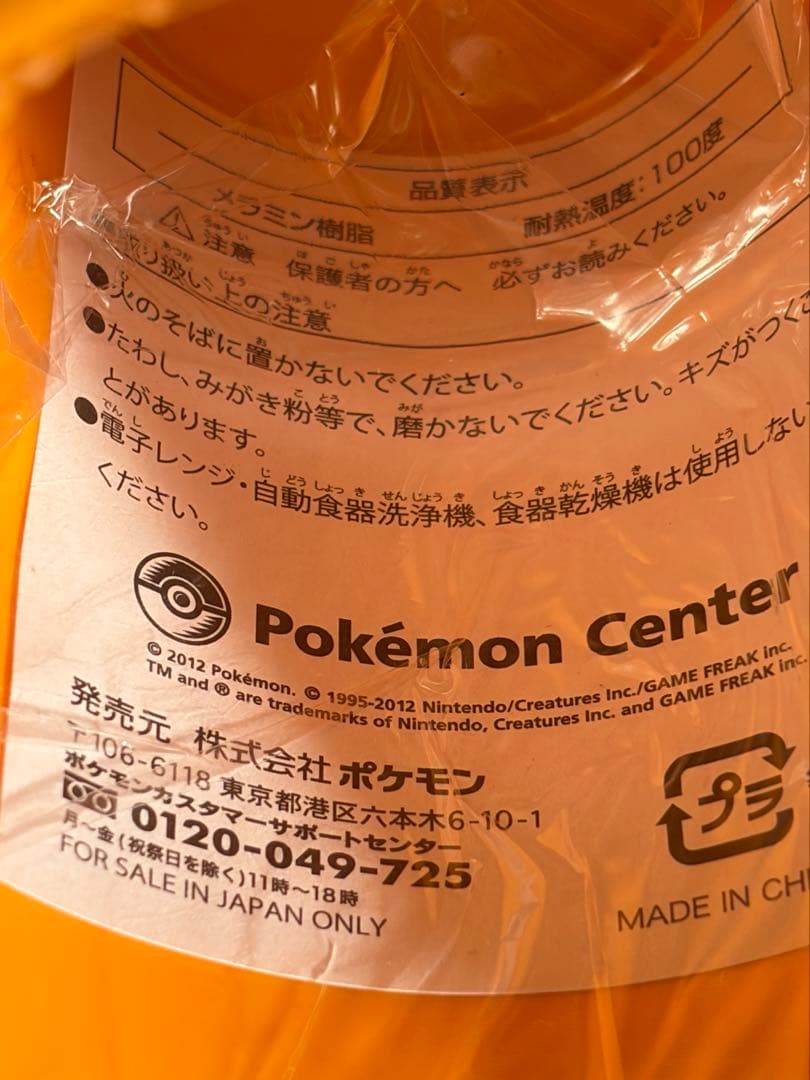 品質表示
メラミン樹脂 耐熱温度:100度
⚠注意 保護者の方へ 必ずお読みください。
取り扱い上の注意
●火のそばに置かないでください。
●たわし、みがき粉等で、磨かないでください。キズがつくこ
とがあります。
●電子レンジ・自動食器洗浄機、食器乾燥機は使用しない
ください。
Pokémon Center
© 2012 Pokémon. © 1995-2012 Nintendo/Creatures Inc./GAME FREAK inc.
TM and ® are trademarks of Nintendo, Creatures Inc. and GAME FREAK inc.
発売元 株式会社 ポケモン
〒106-6118 東京都港区六本木6-10-1
ポケモンカスタマーサポートセンター
0120-049-725
月~金(祝祭日を除く)11時~18時
FOR SALE IN JAPAN ONLY
プラ
MADE IN CHI